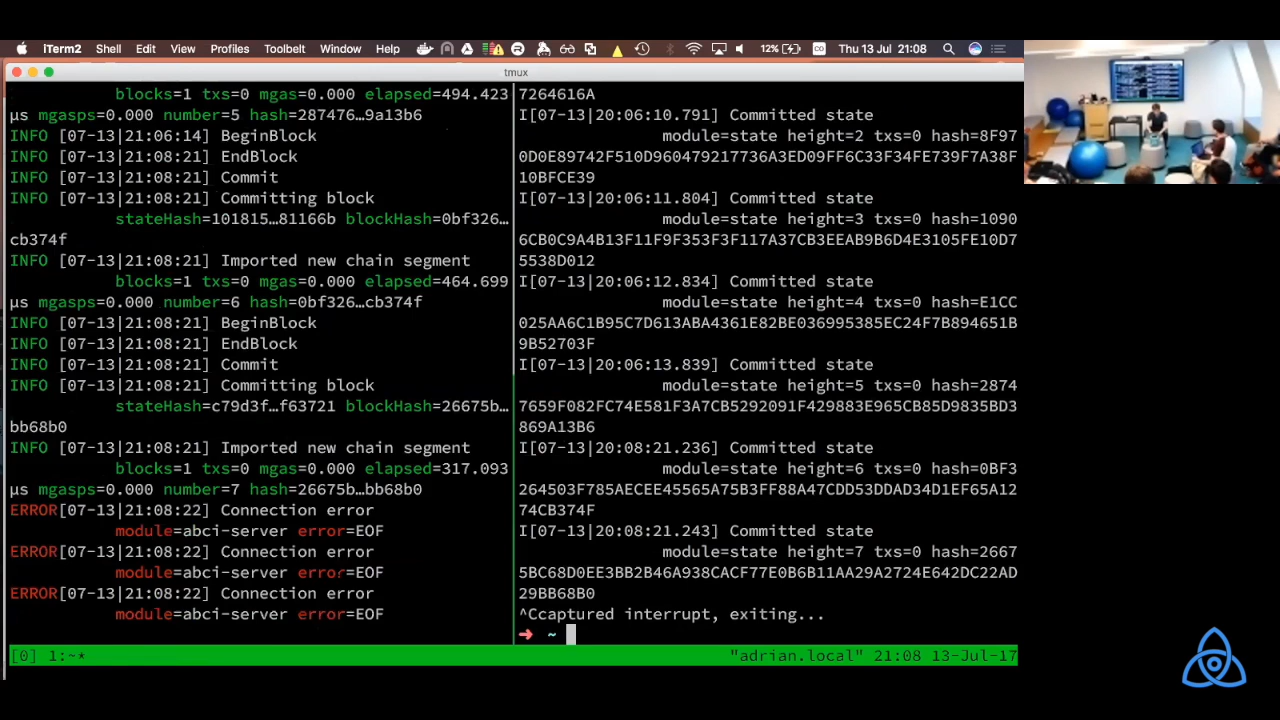 iTerm2 Shell Edit View Profiles Toolbelt Window Help 12% Thu 13 Jul 21:08
tmux
blocks=1 txs=0 mgas=0.000 elapsed=494.423
µs mgasps=0.000 number=5 hash=287476…9a13b6
INFO [07-13|21:06:14] BeginBlock
INFO [07-13|21:08:21] EndBlock
INFO [07-13|21:08:21] Commit
INFO [07-13|21:08:21] Committing block
stateHash=101815…81166b blockHash=0bf326…
cb374f
INFO [07-13|21:08:21] Imported new chain segment
blocks=1 txs=0 mgas=0.000 elapsed=464.699
µs mgasps=0.000 number=6 hash=0bf326…cb374f
INFO [07-13|21:08:21] BeginBlock
INFO [07-13|21:08:21] EndBlock
INFO [07-13|21:08:21] Commit
INFO [07-13|21:08:21] Committing block
stateHash=c79d3f…f63721 blockHash=26675b…
bb68b0
INFO [07-13|21:08:21] Imported new chain segment
blocks=1 txs=0 mgas=0.000 elapsed=317.093
µs mgasps=0.000 number=7 hash=26675b…bb68b0
ERROR[07-13|21:08:22] Connection error
module=abci-server error=EOF
ERROR[07-13|21:08:22] Connection error
module=abci-server error=EOF
ERROR[07-13|21:08:22] Connection error
module=abci-server error=EOF
7264616A
I[07-13|20:06:10.791] Committed state
module=state height=2 txs=0 hash=8F97
0D0E89742F510D960479217736A3ED09FF6C33F34FE739F7A38F
10BFCE39
I[07-13|20:06:11.804] Committed state
module=state height=3 txs=0 hash=1090
6CB0C9A4B13F11F9F353F3F117A37CB3EEAB9B6D4E3105FE10D7
5538D012
I[07-13|20:06:12.834] Committed state
module=state height=4 txs=0 hash=E1CC
025AA6C1B95C7D613ABA4361E82BE036995385EC24F7B894651B
9B52703F
I[07-13|20:06:13.839] Committed state
module=state height=5 txs=0 hash=2874
7659F082FC74E581F3A7CB5292091F429883E965CB85D9835BD3
869A13B6
I[07-13|20:08:21.236] Committed state
module=state height=6 txs=0 hash=0BF3
264503F785AECEE45565A75B3FF88A47CDD53DDAD34D1EF65A12
74CB374F
I[07-13|20:08:21.243] Committed state
module=state height=7 txs=0 hash=2667
5BC68D0EE3BB2B46A938CACF77E0B6B11AA29A2724E642DC22AD
29BB68B0
^Ccaptured interrupt, exiting...
➜ ~
[0] 1:~* "adrian.local" 21:08 13-Jul-17